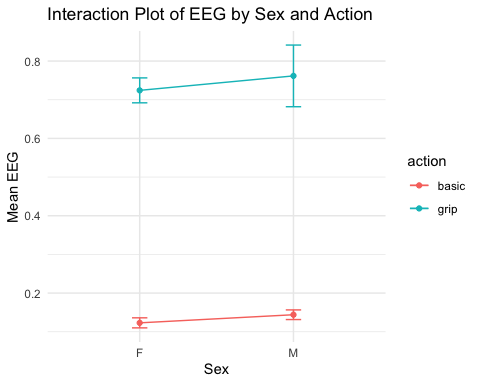 Interaction Plot of EEG by Sex and Action
0.8
0.6
0.4
0.2
Mean EEG
F
M
Sex
action
basic
grip